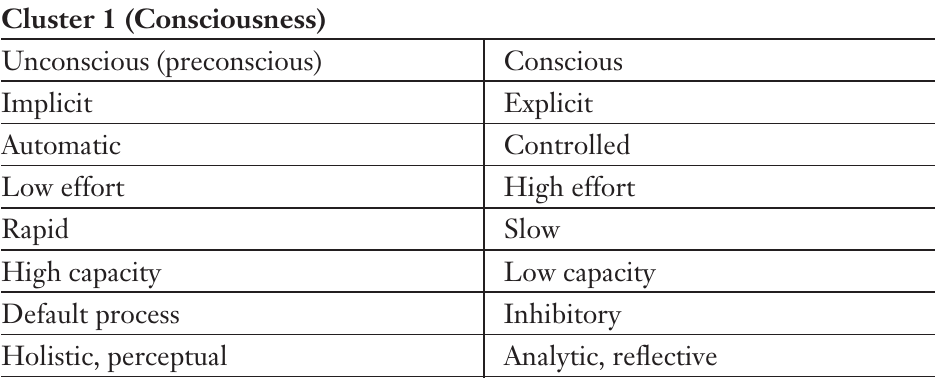 Cluster 1 (Consciousness)
Unconscious (preconscious) Conscious
Implicit Explicit
Automatic Controlled
Low effort High effort
Rapid Slow
High capacity Low capacity
Default process Inhibitory
Holistic, perceptual Analytic, reflective